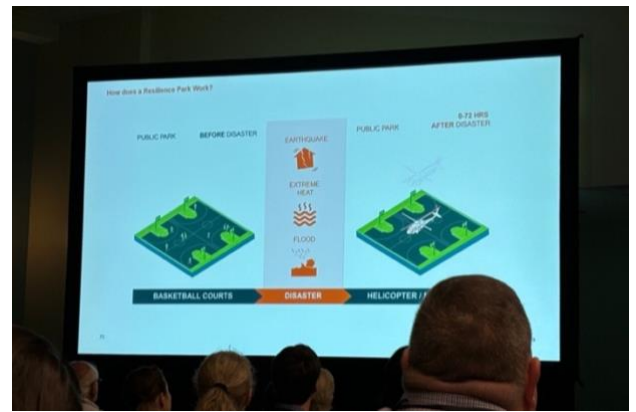 How does a Resilience Park Work?
PUBLIC PARK
BEFORE DISASTER
EARTHQUAKE
EXTREME
HEAT
FLOOD
PUBLIC PARK
0-72 HRS
AFTER DISASTER
BASKETBALL COURTS
DISASTER
HELICOPTER /